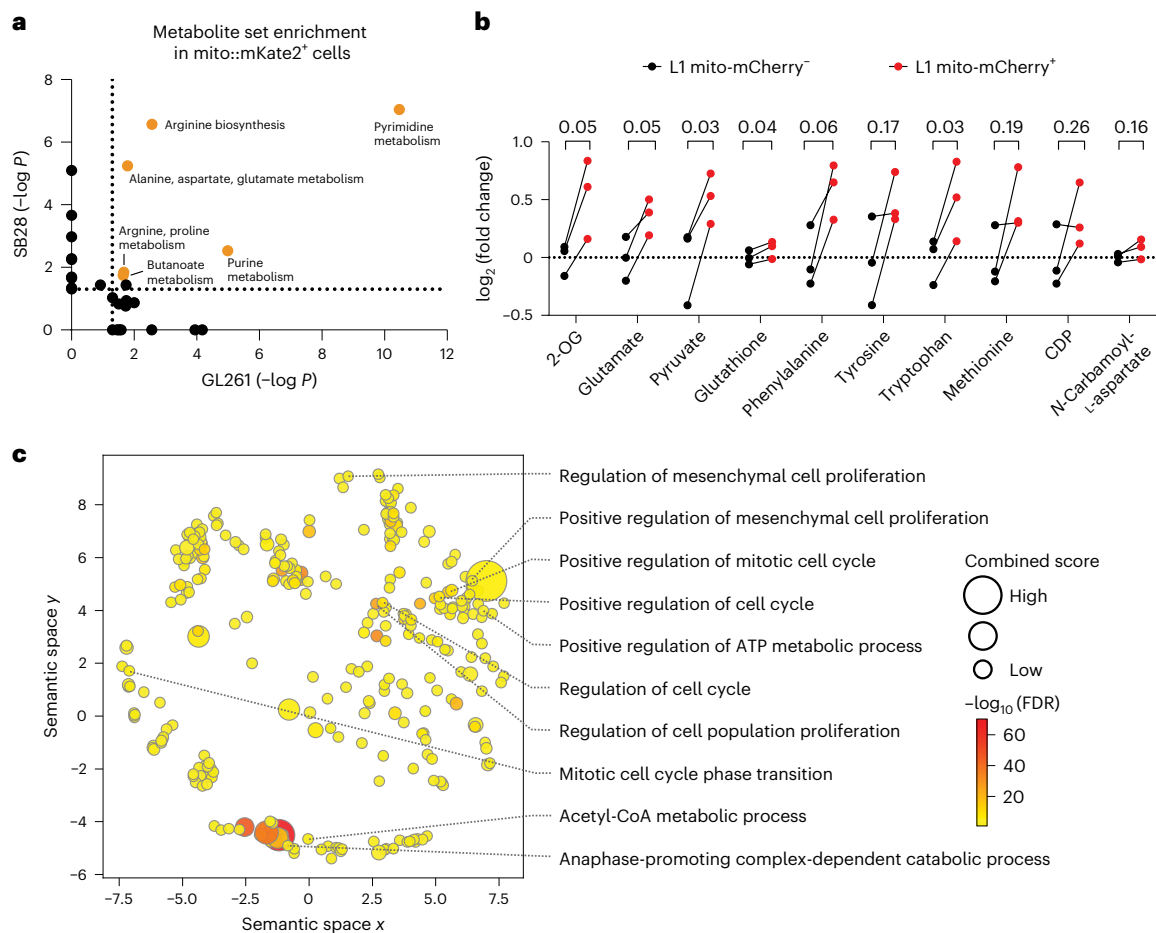 a
Metabolite set enrichment
in mito::mKate2⁺ cells
8
6
4
2
0
SB28 (−log P)
Arginine biosynthesis
Pyrimidine
metabolism
Alanine, aspartate, glutamate metabolism
Argnine, proline
metabolism
Butanoate
metabolism
Purine
metabolism
0 2 4 6 8 10 12
GL261 (−log P)
b
L1 mito-mCherry⁻ L1 mito-mCherry⁺
0.05 0.05 0.03 0.04 0.06 0.17 0.03 0.19 0.26 0.16
1.0
0.5
0
−0.5
log₂ (fold change)
2-OG
Glutamate
Pyruvate
Glutathione
Phenylalanine
Tyrosine
Tryptophan
Methionine
CDP
N-Carbamoyl-
L-aspartate
c
8
6
4
2
0
−2
−4
−6
Semantic space y
−7.5 −5.0 −2.5 0 2.5 5.0 7.5
Semantic space x
Regulation of mesenchymal cell proliferation
Positive regulation of mesenchymal cell proliferation
Positive regulation of mitotic cell cycle
Positive regulation of cell cycle
Positive regulation of ATP metabolic process
Regulation of cell cycle
Regulation of cell population proliferation
Mitotic cell cycle phase transition
Acetyl-CoA metabolic process
Anaphase-promoting complex-dependent catabolic process
Combined score
High
Low
−log₁₀ (FDR)
60
40
20